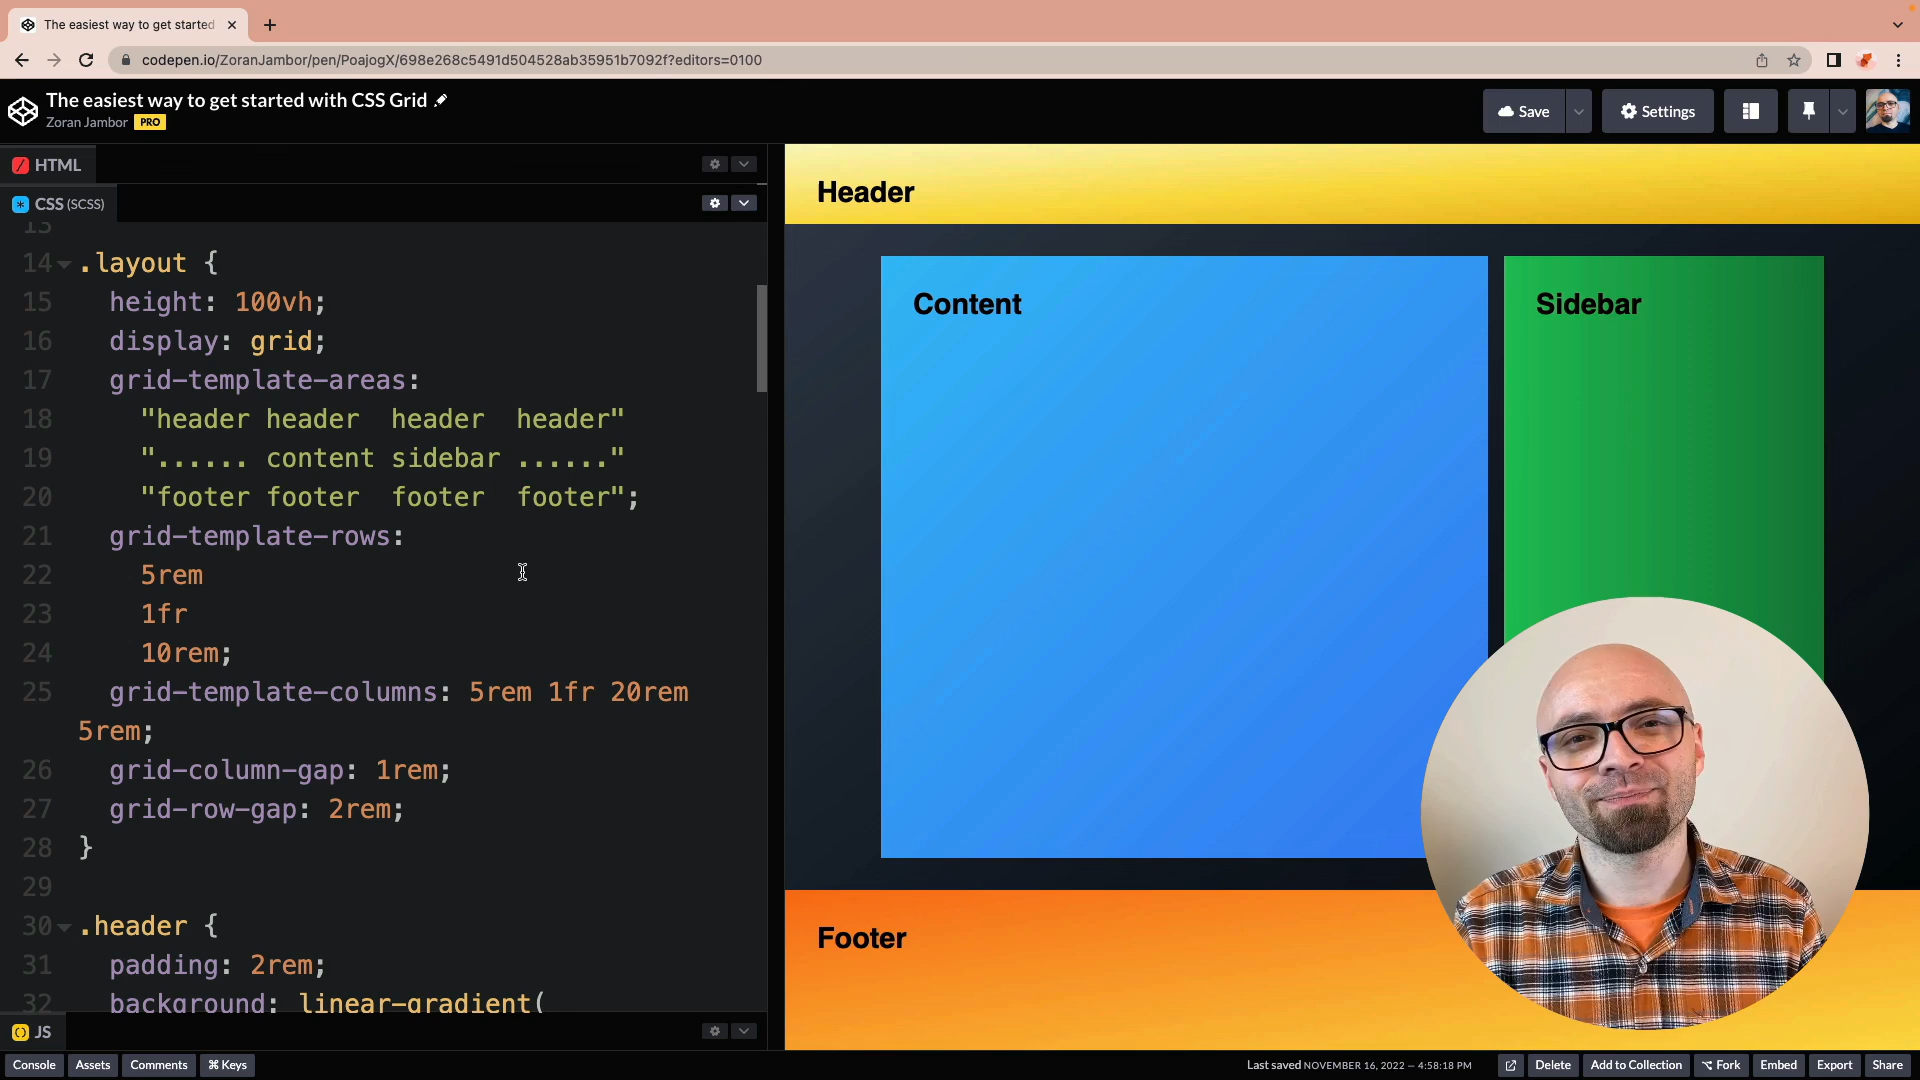 The easiest way to get started
codepen.io/ZoranJambor/pen/PoajogX/698e268c5491d504528ab35951b7092f?editors=0100
The easiest way to get started with CSS Grid
Zoran Jambor PRO
Save
Settings
HTML
CSS (SCSS)
13
14 .layout {
15 height: 100vh;
16 display: grid;
17 grid-template-areas:
18 "header header  header  header"
19 "...... content sidebar ......"
20 "footer footer  footer  footer";
21 grid-template-rows:
22 5rem
23 1fr
24 10rem;
25 grid-template-columns: 5rem 1fr 20rem
5rem;
26 grid-column-gap: 1rem;
27 grid-row-gap: 2rem;
28 }
29
30 .header {
31 padding: 2rem;
32 background: linear-gradient(
JS
Header
Content
Sidebar
Footer
Console Assets Comments ⌘ Keys
Last saved NOVEMBER 16, 2022 — 4:58:18 PM
Delete Add to Collection ⌥ Fork Embed Export Share